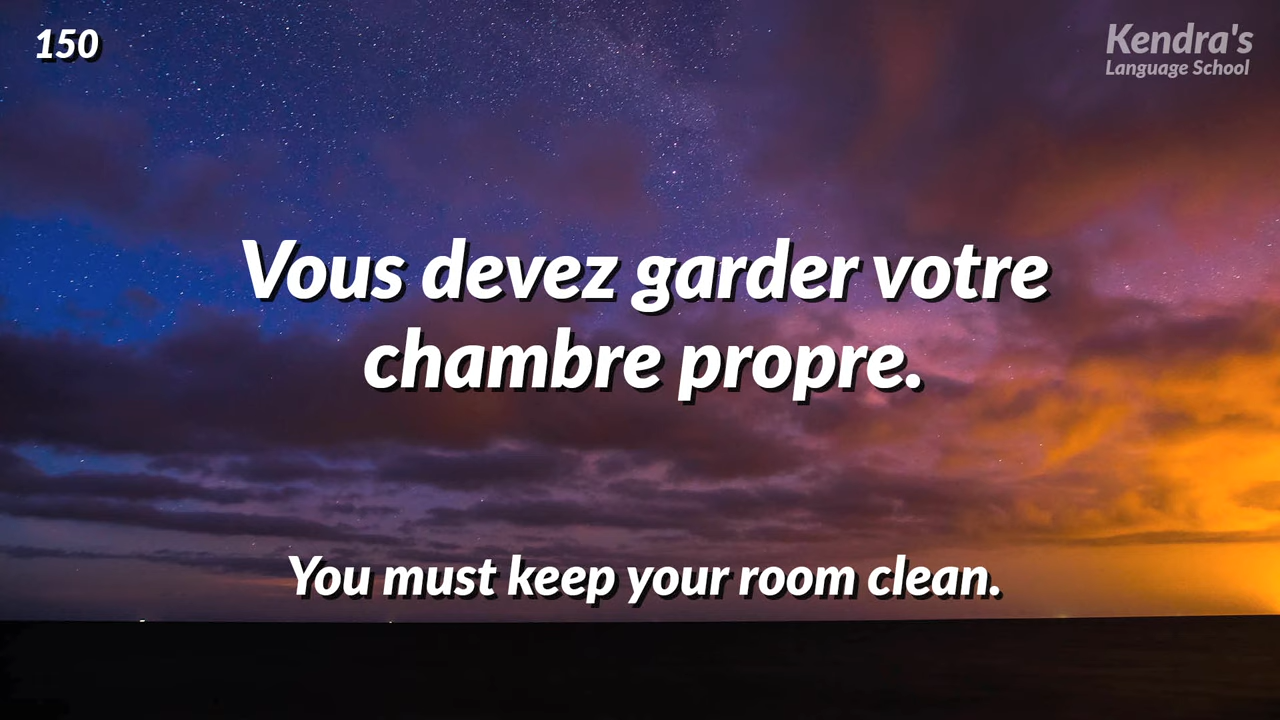 150
Kendra's
Language School
Vous devez garder votre
chambre propre.
You must keep your room clean.